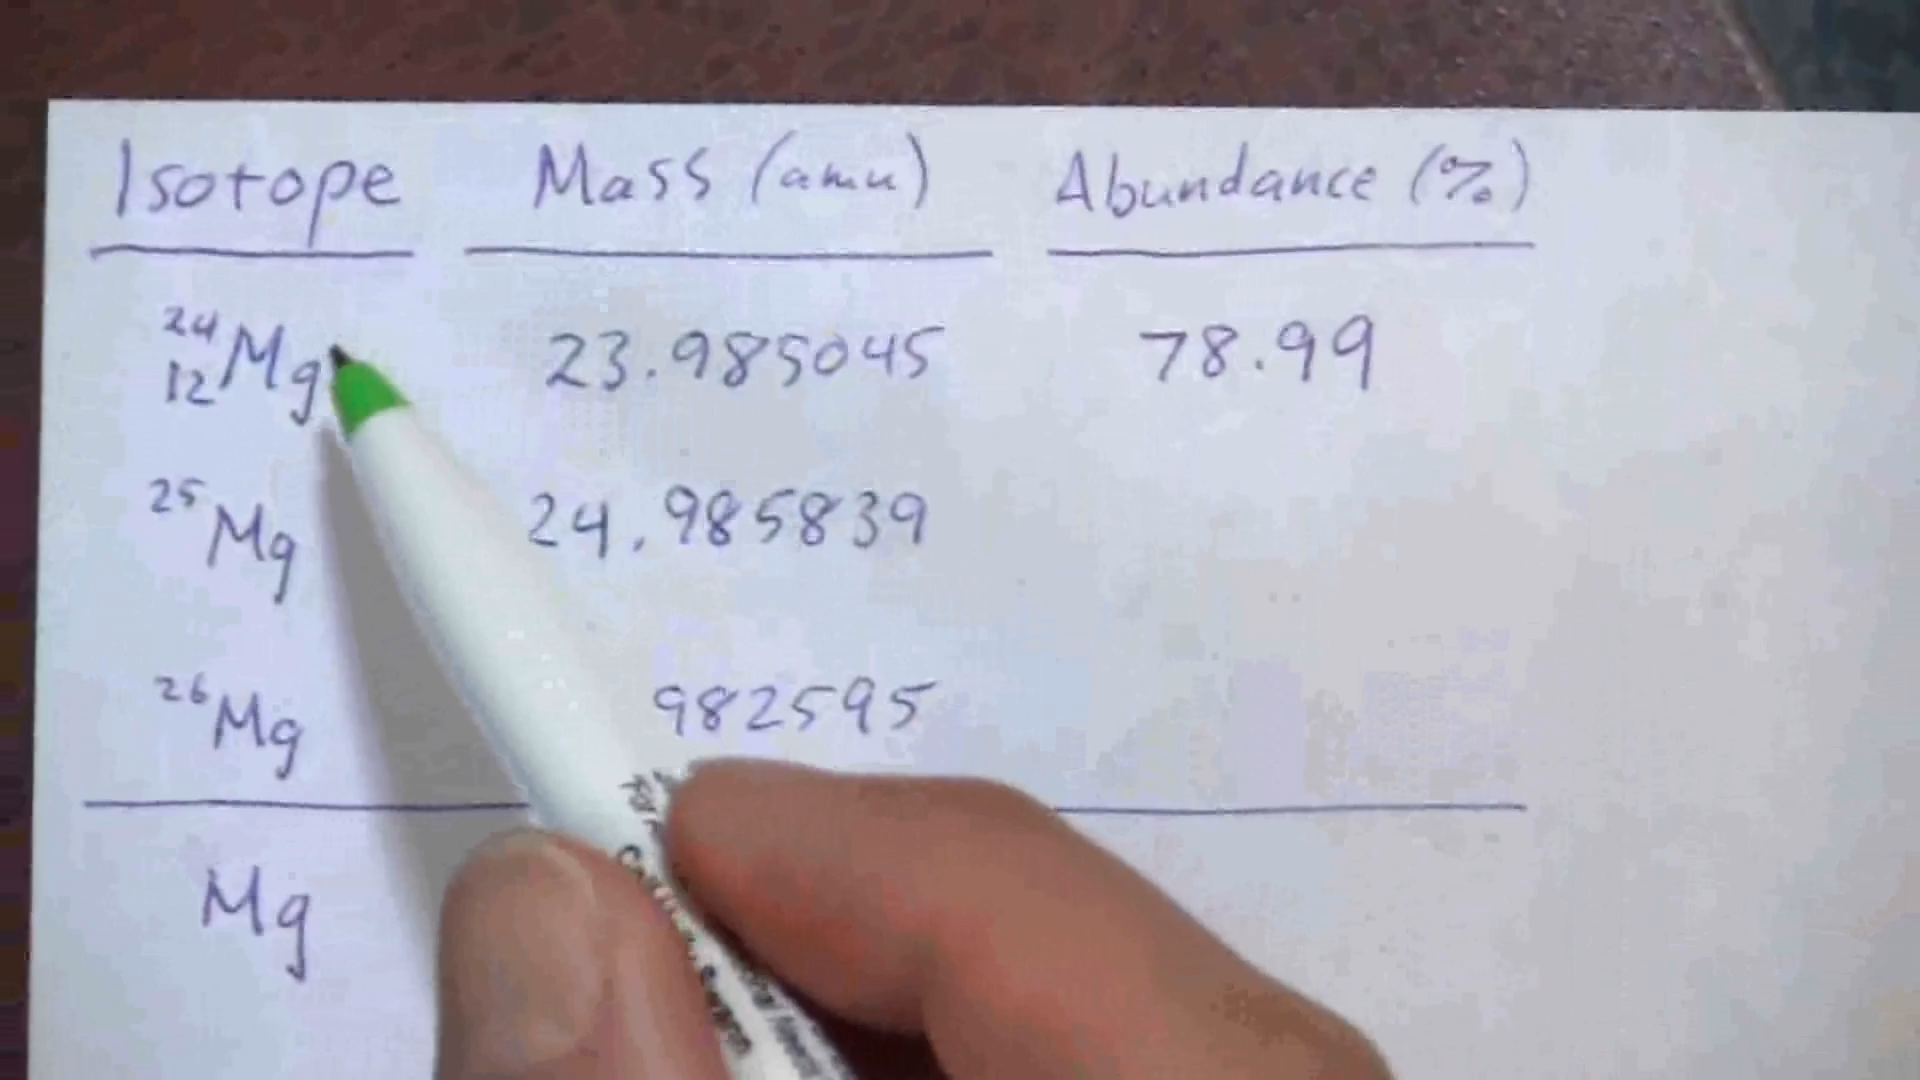 Isotope Mass (amu) Abundance (%)
24 12 Mg 23.985045 78.99
25 Mg 24.985839
26 Mg 982595
Mg